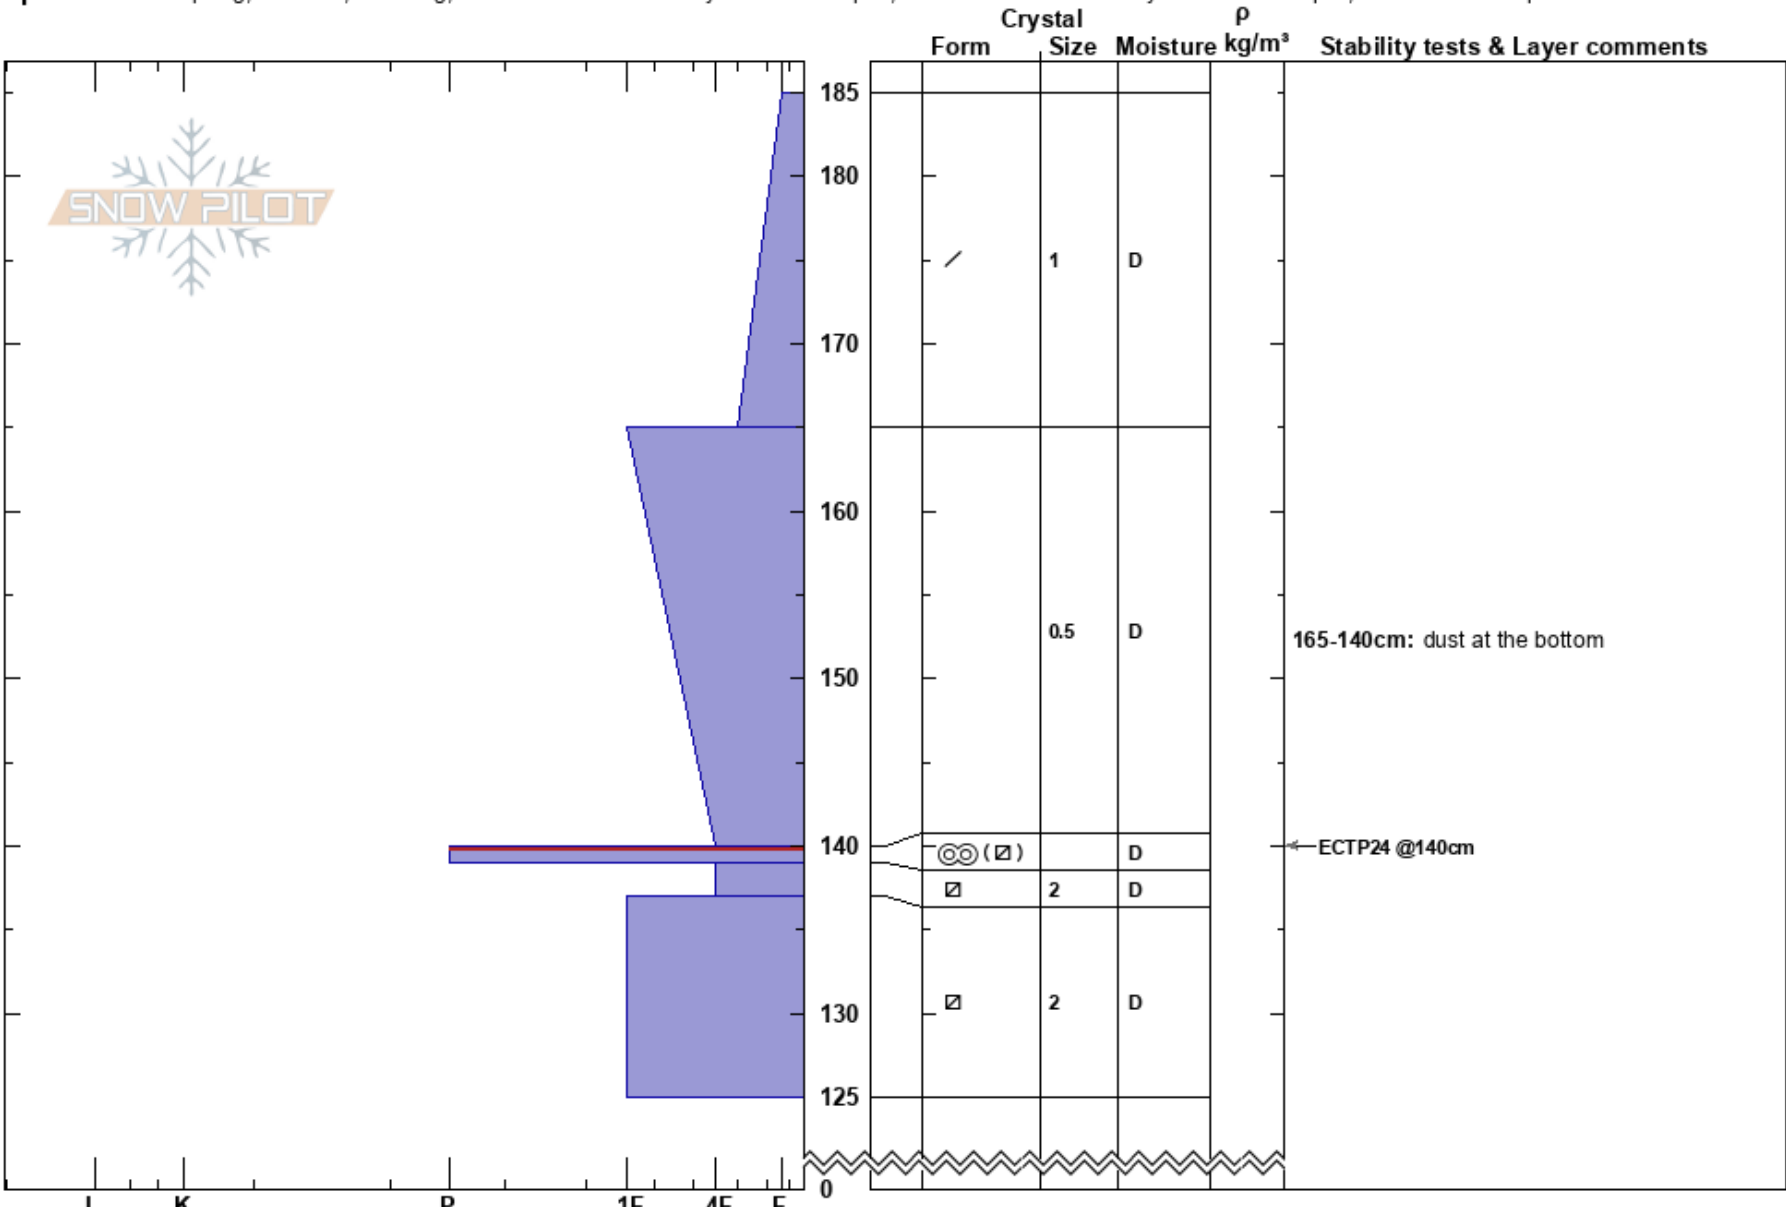 Crystal ρ
Form Size Moisture kg/m³ Stability tests & Layer comments
185
SNOW PILOT
180
1 D
170
160
0.5 D
165-140cm: dust at the bottom
150
140
D
ECTP24 @140cm
2 D
130
2 D
125
0
I K P 1F 4F F